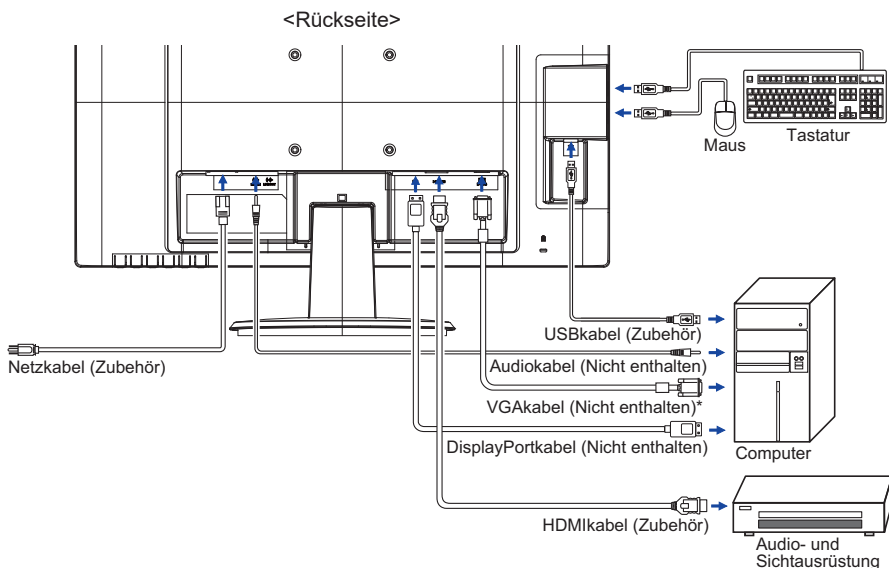 <Rückseite>
Maus
Tastatur
USBkabel (Zubehör)
Netzkabel (Zubehör)
Audiokabel (Nicht enthalten)
VGAkabel (Nicht enthalten)*
DisplayPortkabel (Nicht enthalten)
Computer
HDMIkabel (Zubehör)
Audio- und
Sichtausrüstung